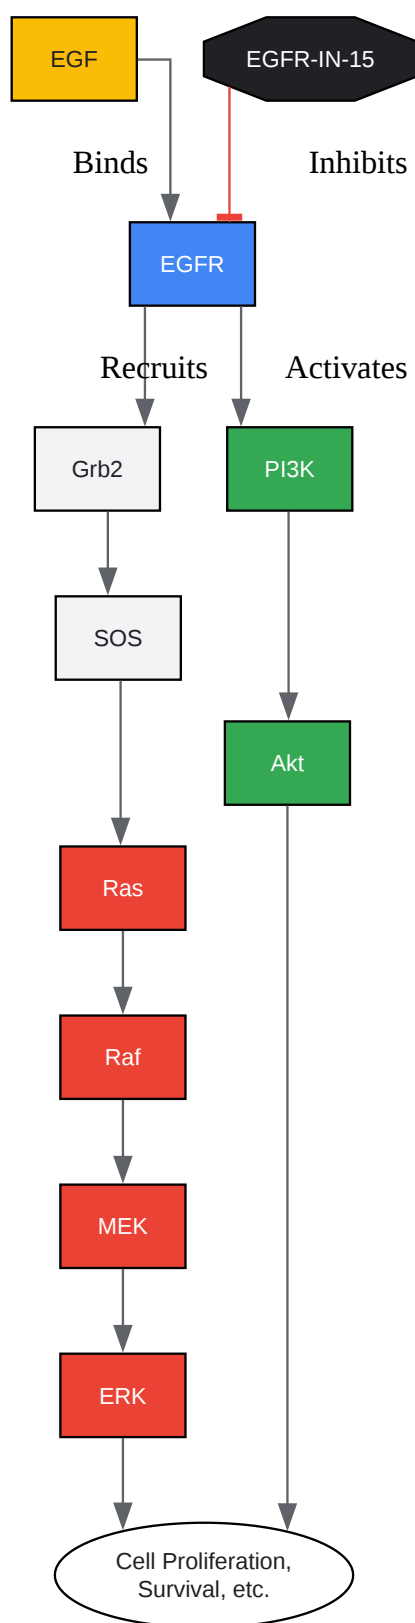 EGF
EGFR-IN-15
Binds
Inhibits
EGFR
Recruits
Activates
Grb2
PI3K
SOS
Akt
Ras
Raf
MEK
ERK
Cell Proliferation,
Survival, etc.